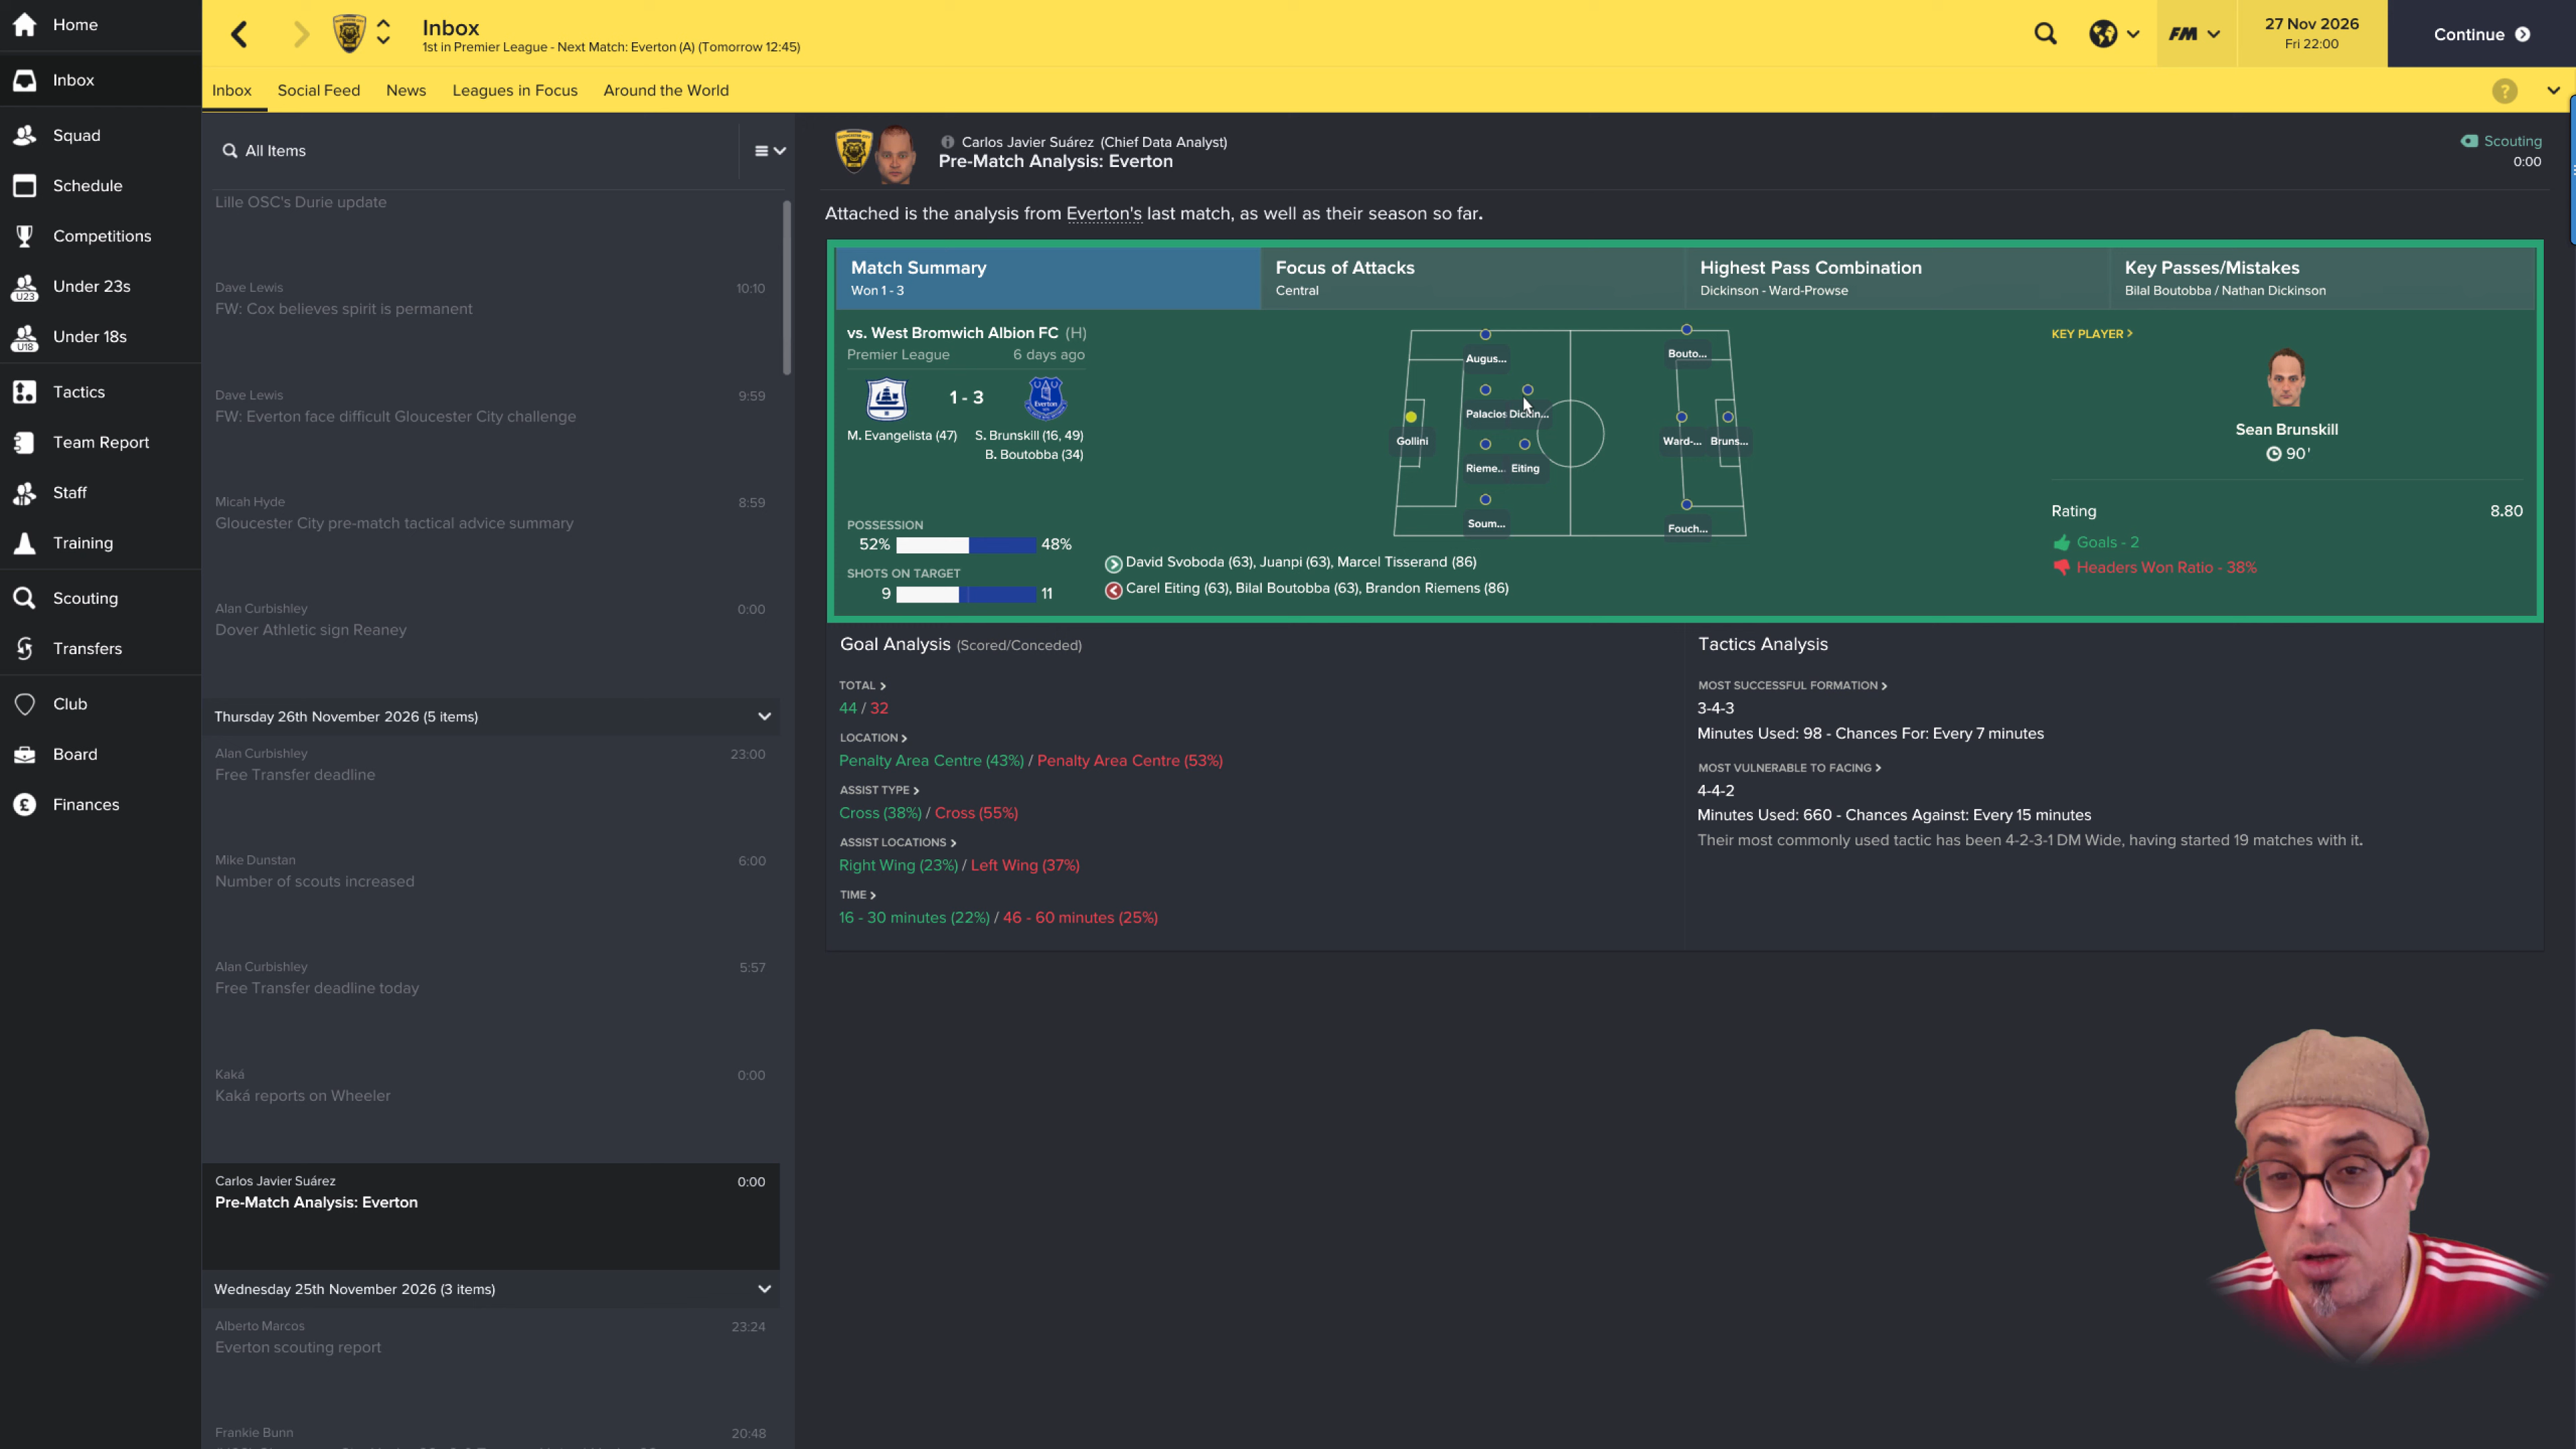 Home
Inbox
Squad
Schedule
Competitions
U23
Under 23s
U18
Under 18s
Tactics
Team Report
Staff
Training
Scouting
Transfers
Club
Board
Finances
Inbox
1st in Premier League - Next Match: Everton (A) (Tomorrow 12:45)
FM
27 Nov 2026
Fri 22:00
Continue
Inbox
Social Feed
News
Leagues in Focus
Around the World
?
All Items
Lille OSC's Durie update
Dave Lewis 10:10
FW: Cox believes spirit is permanent
Dave Lewis 9:59
FW: Everton face difficult Gloucester City challenge
Micah Hyde 8:59
Gloucester City pre-match tactical advice summary
Alan Curbishley 0:00
Dover Athletic sign Reaney
Thursday 26th November 2026 (5 items)
Alan Curbishley 23:00
Free Transfer deadline
Mike Dunstan 6:00
Number of scouts increased
Alan Curbishley 5:57
Free Transfer deadline today
Kaká 0:00
Kaká reports on Wheeler
Carlos Javier Suárez 0:00
Pre-Match Analysis: Everton
Wednesday 25th November 2026 (3 items)
Alberto Marcos 23:24
Everton scouting report
Frankie Bunn 20:48
Carlos Javier Suárez (Chief Data Analyst)
Pre-Match Analysis: Everton
Scouting
0:00
Attached is the analysis from Everton's last match, as well as their season so far.
Match Summary
Won 1 - 3
Focus of Attacks
Central
Highest Pass Combination
Dickinson - Ward-Prowse
Key Passes/Mistakes
Bilal Boutobba / Nathan Dickinson
vs. West Bromwich Albion FC (H)
Premier League 6 days ago
1 - 3
Everton
M. Evangelista (47) S. Brunskill (16, 49)
B. Boutobba (34)
POSSESSION
52% 48%
SHOTS ON TARGET
9 11
Augus...
Bouto...
Palacios Dickin...
Gollini
Ward-... Bruns...
Rieme... Eiting
Soum...
Fouch...
David Svoboda (63), Juanpi (63), Marcel Tisserand (86)
Carel Eiting (63), Bilal Boutobba (63), Brandon Riemens (86)
KEY PLAYER >
Sean Brunskill
90'
Rating 8.80
Goals - 2
Headers Won Ratio - 38%
Goal Analysis (Scored/Conceded)
TOTAL >
44 / 32
LOCATION >
Penalty Area Centre (43%) / Penalty Area Centre (53%)
ASSIST TYPE >
Cross (38%) / Cross (55%)
ASSIST LOCATIONS >
Right Wing (23%) / Left Wing (37%)
TIME >
16 - 30 minutes (22%) / 46 - 60 minutes (25%)
Tactics Analysis
MOST SUCCESSFUL FORMATION >
3-4-3
Minutes Used: 98 - Chances For: Every 7 minutes
MOST VULNERABLE TO FACING >
4-4-2
Minutes Used: 660 - Chances Against: Every 15 minutes
Their most commonly used tactic has been 4-2-3-1 DM Wide, having started 19 matches with it.